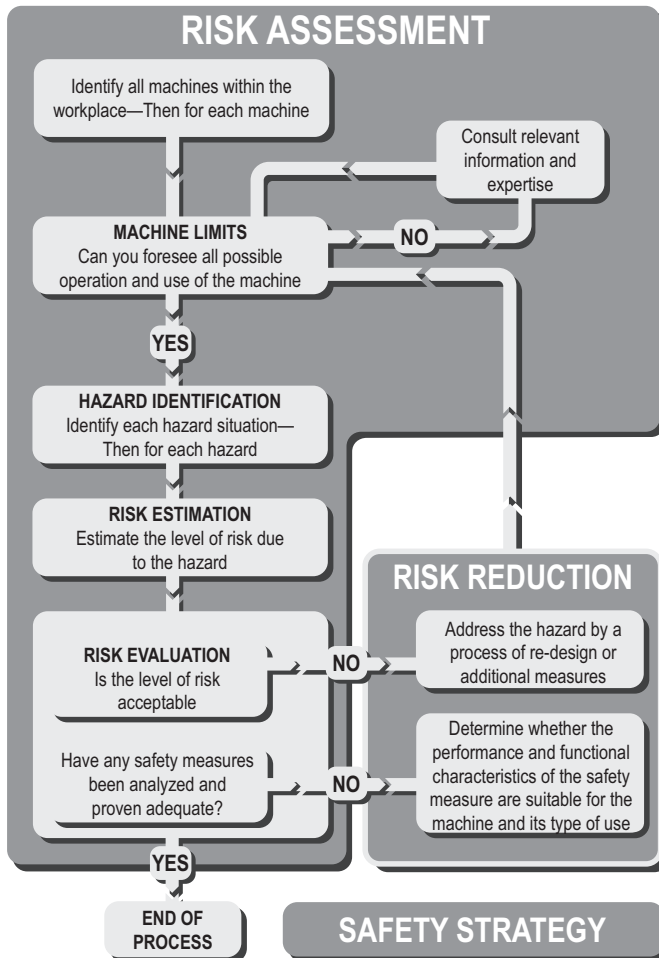 RISK ASSESSMENT
Identify all machines within the
workplace—Then for each machine
Consult relevant
information and
expertise
MACHINE LIMITS
Can you foresee all possible
operation and use of the machine
NO
YES
HAZARD IDENTIFICATION
Identify each hazard situation—
Then for each hazard
RISK ESTIMATION
Estimate the level of risk due
to the hazard
RISK REDUCTION
RISK EVALUATION
Is the level of risk
acceptable
NO
Address the hazard by a
process of re-design or
additional measures
Have any safety measures
been analyzed and
proven adequate?
NO
Determine whether the
performance and functional
characteristics of the safety
measure are suitable for the
machine and its type of use
YES
END OF
PROCESS
SAFETY STRATEGY